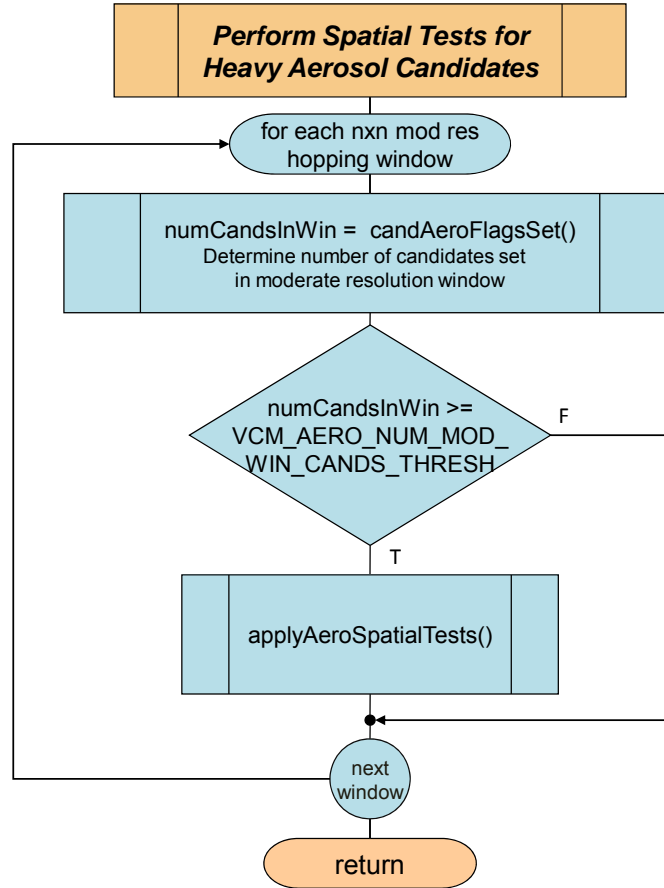 Perform Spatial Tests for
Heavy Aerosol Candidates
for each nxn mod res
hopping window
numCandsInWin = candAeroFlagsSet()
Determine number of candidates set
in moderate resolution window
numCandsInWin >=
VCM_AERO_NUM_MOD_
WIN_CANDS_THRESH
F
T
applyAeroSpatialTests()
next
window
return